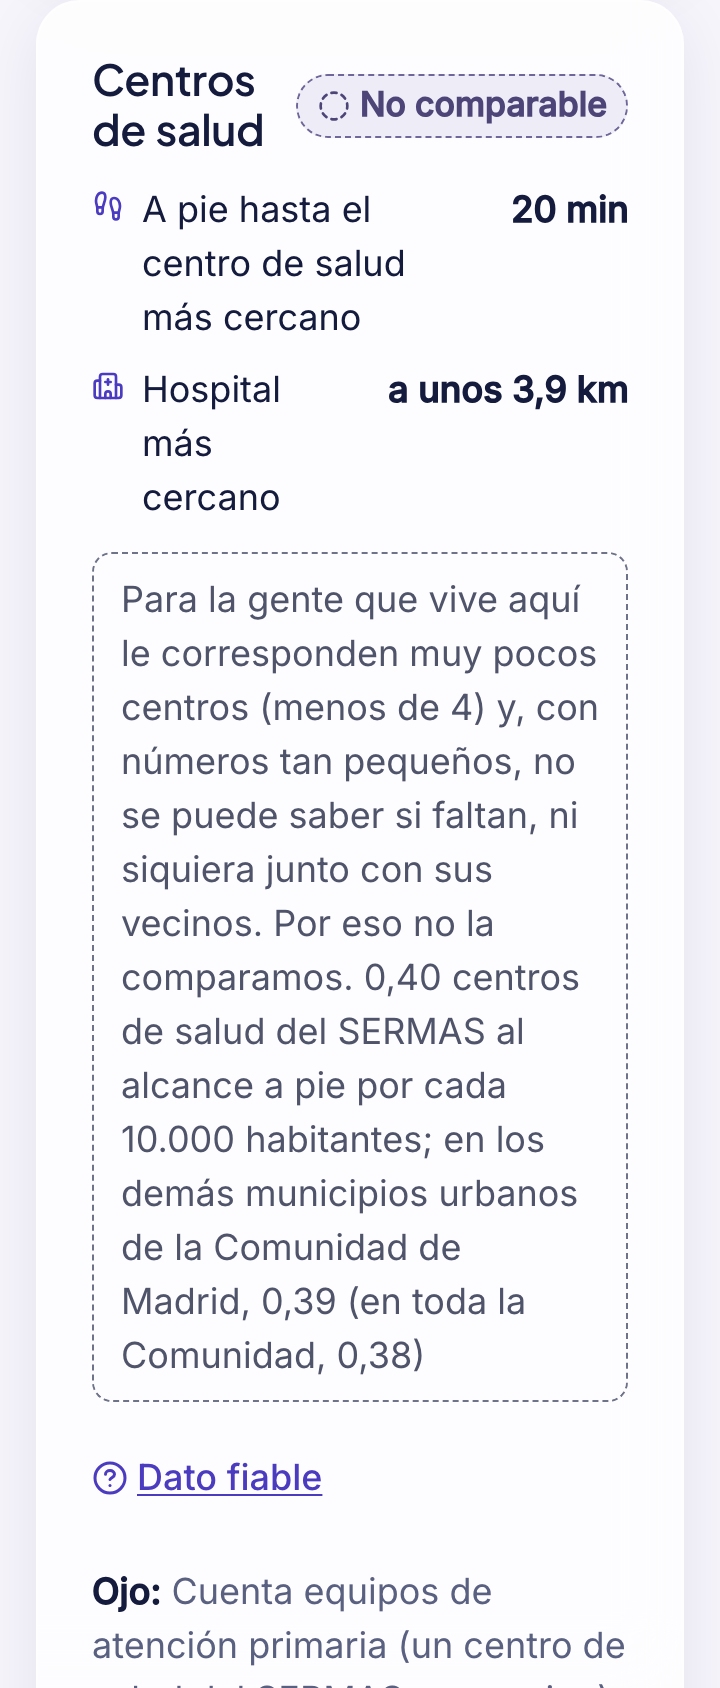 Centros
de salud
No comparable
A pie hasta el
centro de salud
más cercano
20 min
Hospital
más
cercano
a unos 3,9 km
Para la gente que vive aquí
le corresponden muy pocos
centros (menos de 4) y, con
números tan pequeños, no
se puede saber si faltan, ni
siquiera junto con sus
vecinos. Por eso no la
comparamos. 0,40 centros
de salud del SERMAS al
alcance a pie por cada
10.000 habitantes; en los
demás municipios urbanos
de la Comunidad de
Madrid, 0,39 (en toda la
Comunidad, 0,38)
Dato fiable
Ojo: Cuenta equipos de
atención primaria (un centro de